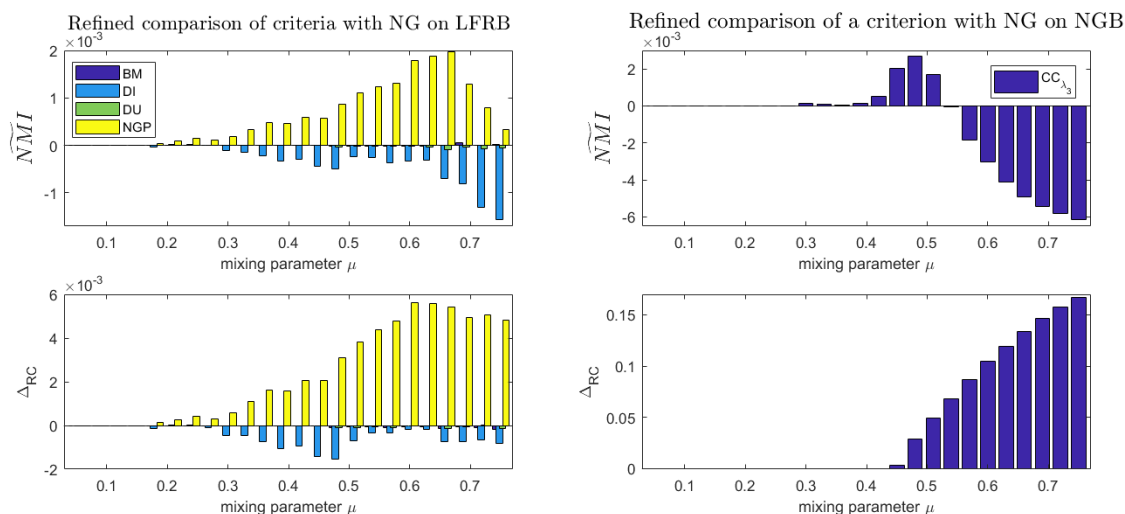 Refined comparison of criteria with NG on LFRB
×10⁻³
2
1
0
-1
BM
DI
DU
NGP
NMI
0.1 0.2 0.3 0.4 0.5 0.6 0.7
mixing parameter μ
×10⁻³
6
4
2
0
-2
Δ_RC
0.1 0.2 0.3 0.4 0.5 0.6 0.7
mixing parameter μ
Refined comparison of a criterion with NG on NGB
×10⁻³
2
0
-2
-4
-6
CC_λ₃
NMI
0.1 0.2 0.3 0.4 0.5 0.6 0.7
mixing parameter μ
0.15
0.1
0.05
0
Δ_RC
0.1 0.2 0.3 0.4 0.5 0.6 0.7
mixing parameter μ